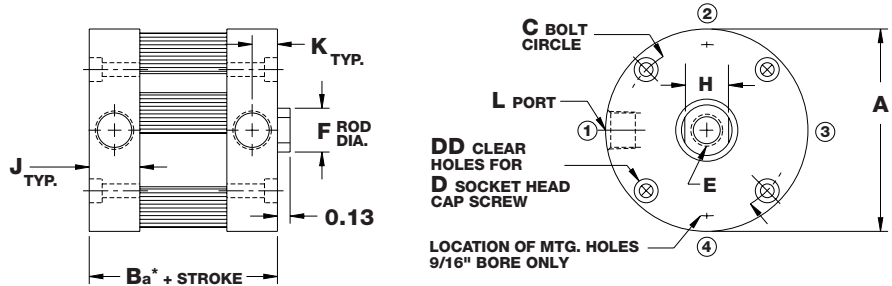 K TYP.
F ROD DIA.
J TYP.
0.13
Ba* + STROKE
2
C BOLT CIRCLE
H
A
L PORT
1
3
DD CLEAR
HOLES FOR
D SOCKET HEAD
CAP SCREW
E
LOCATION OF MTG. HOLES
9/16" BORE ONLY
4